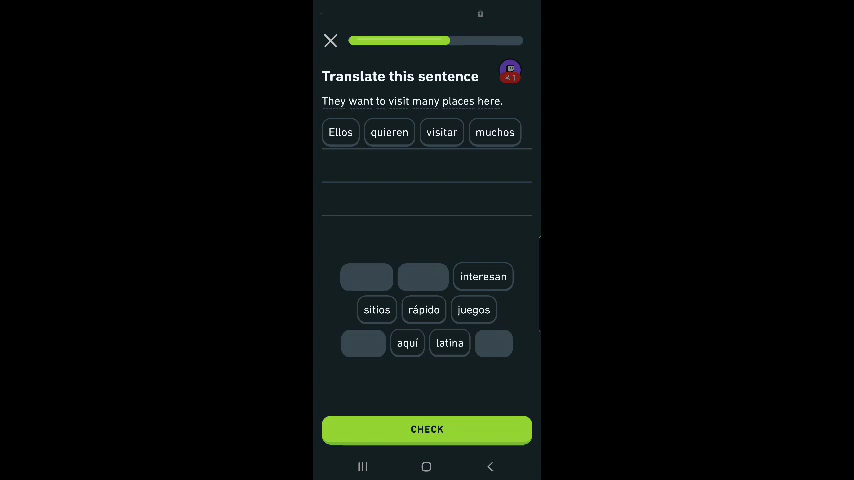 Translate this sentence
They want to visit many places here.
Ellos quieren visitar muchos
interesan
sitios rápido juegos
aquí latina
CHECK